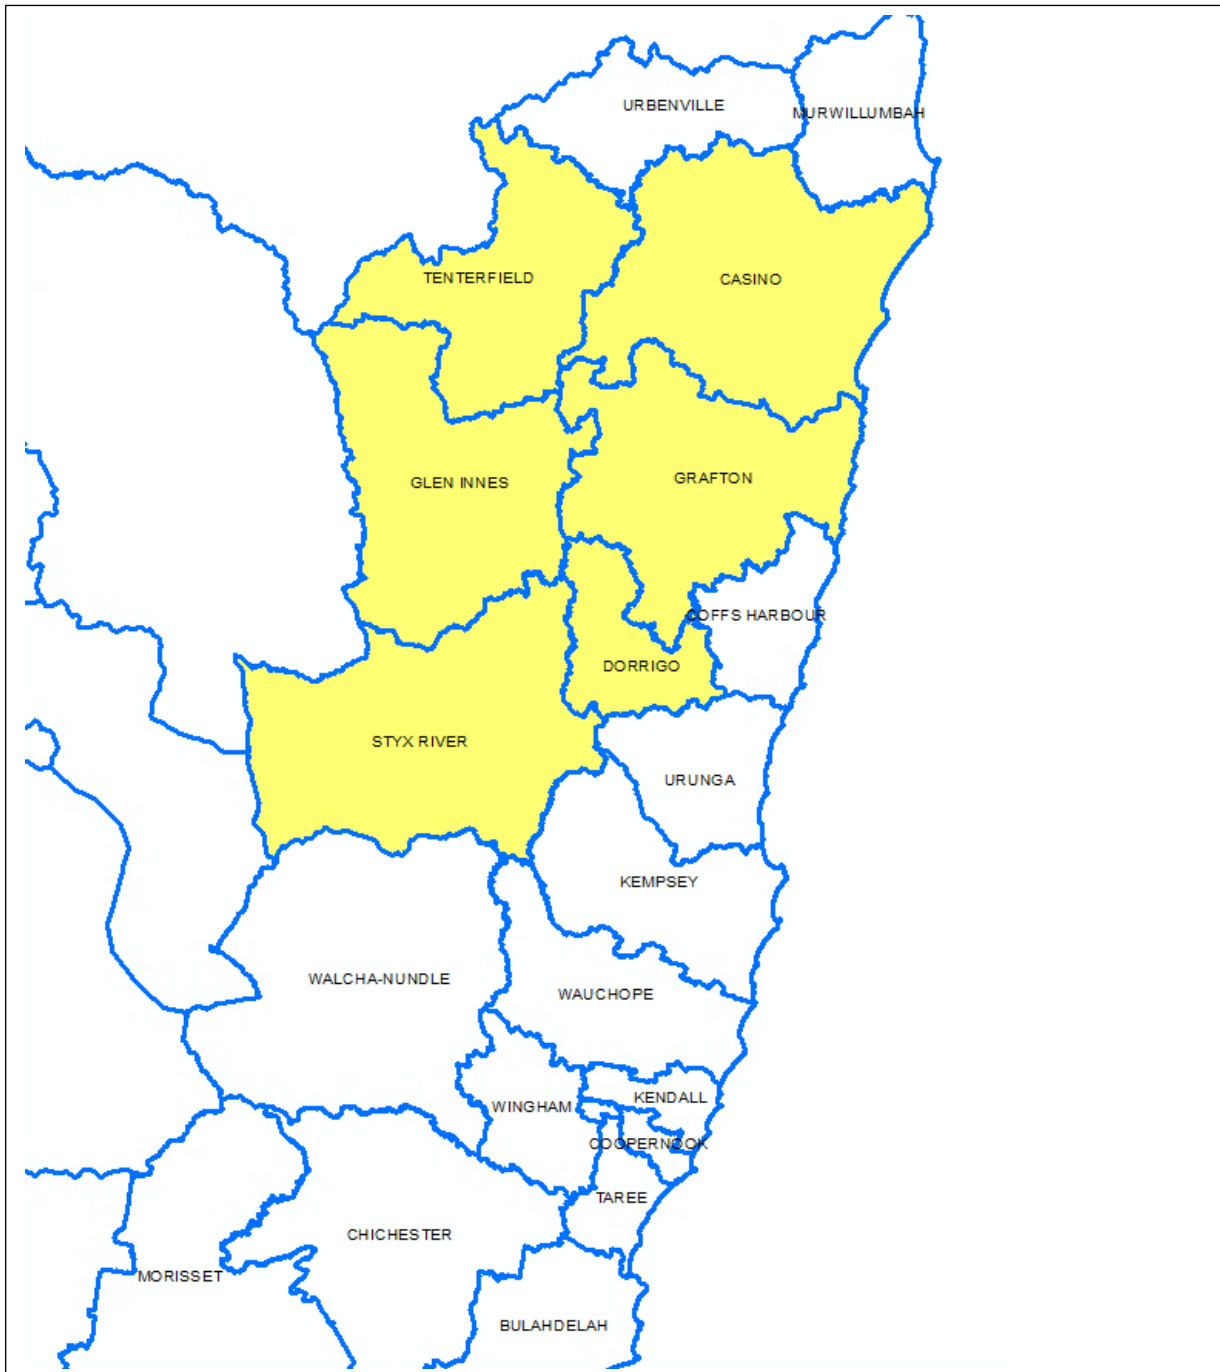 URBENVILLE
MURWILLUMBAH
TENTERFIELD
CASINO
GLEN INNES
GRAFTON
COFFS HARBOUR
DORRIGO
STYX RIVER
URUNGA
KEMPSEY
WALCHA-NUNDLE
WAUCHOPE
KENDALL
WINGHAM
COOPERNOOK
TAREE
CHICHESTER
MORISSET
BULAHDELAH